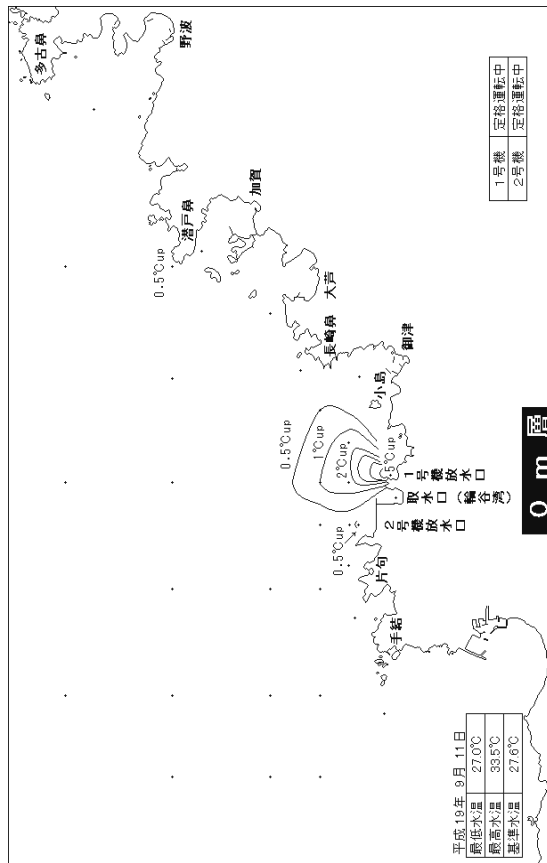 多古鼻
野波
潜戸鼻
加賀
0.5℃up
大芦
長崎鼻
御津
小島
0.5℃up
1℃up
2℃up
5℃up
0.5℃up
1号機放水口
取水口（輪谷湾）
2号機放水口
片句
手結
1号機 定格運転中
2号機 定格運転中
0m層
平成19年 9月 11日
最低水温 27.0℃
最高水温 33.5℃
基準水温 27.6℃